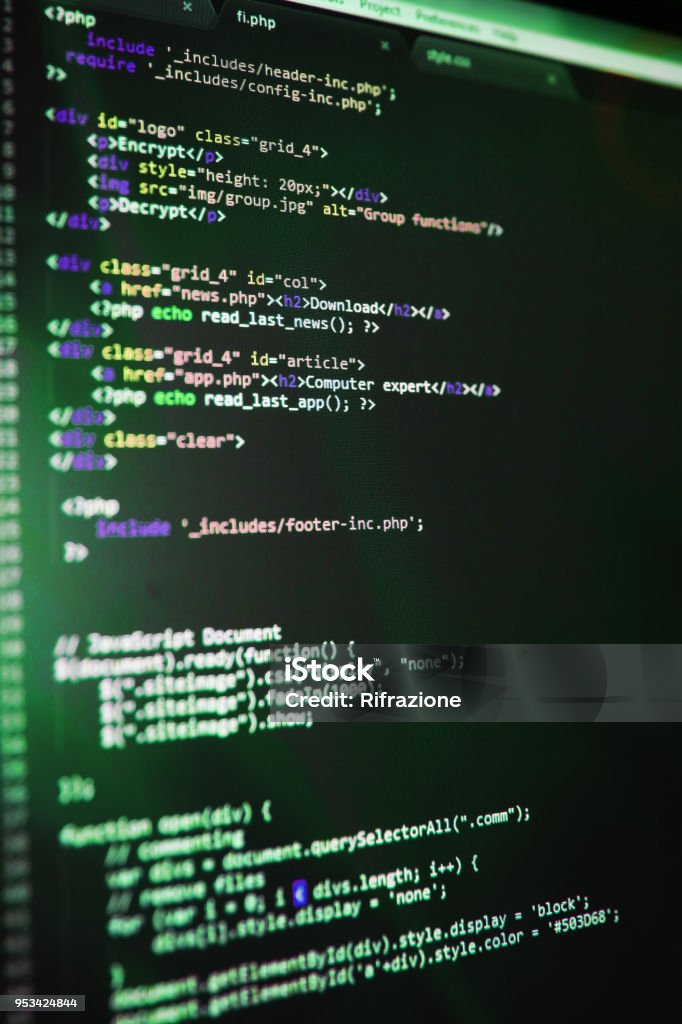 fi.php
Project Preferences Help
style.css
<?php
include '_includes/header-inc.php';
require '_includes/config-inc.php';
?>
<div id="logo" class="grid_4">
<p>Encrypt</p>
<div style="height: 20px;"></div>
<img src="img/group.jpg" alt="Group functions"/>
<p>Decrypt</p>
</div>
<div class="grid_4" id="col">
<a href="news.php"><h2>Download</h2></a>
<?php echo read_last_news(); ?>
</div>
<div class="grid_4" id="article">
<a href="app.php"><h2>Computer expert</h2></a>
<?php echo read_last_app(); ?>
</div>
<div class="clear">
</div>
<?php
include '_includes/footer-inc.php';
?>
// JavaScript Document
$(document).ready(function() {
$(".siteimage").cs , "none");
$(".siteimage").fadeIn(1000);
$(".siteimage").show;
});
function open(div) {
// commenting
var divs = document.querySelectorAll(".comm");
// remove files
for (var i = 0; i < divs.length; i++) {
divs[i].style.display = 'none';
}
document.getElementById(div).style.display = 'block';
document.getElementById('a'+div).style.color = '#503D68';
iStock™
Credit: Rifrazione
953424844